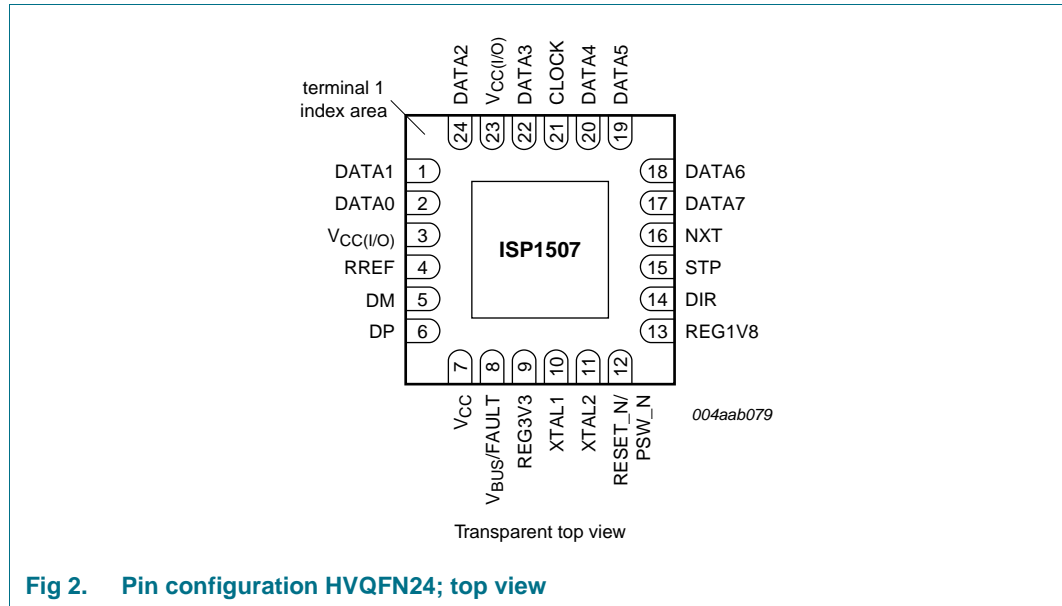 DATA2
VCC(I/O)
DATA3
CLOCK
DATA4
DATA5
terminal 1
index area
24
23
22
21
20
19
DATA1 1
DATA0 2
VCC(I/O) 3
RREF 4
DM 5
DP 6
ISP1507
18 DATA6
17 DATA7
16 NXT
15 STP
14 DIR
13 REG1V8
7
8
9
10
11
12
VCC
VBUS/FAULT
REG3V3
XTAL1
XTAL2
RESET_N/
PSW_N
004aab079
Transparent top view
Fig 2. Pin configuration HVQFN24; top view